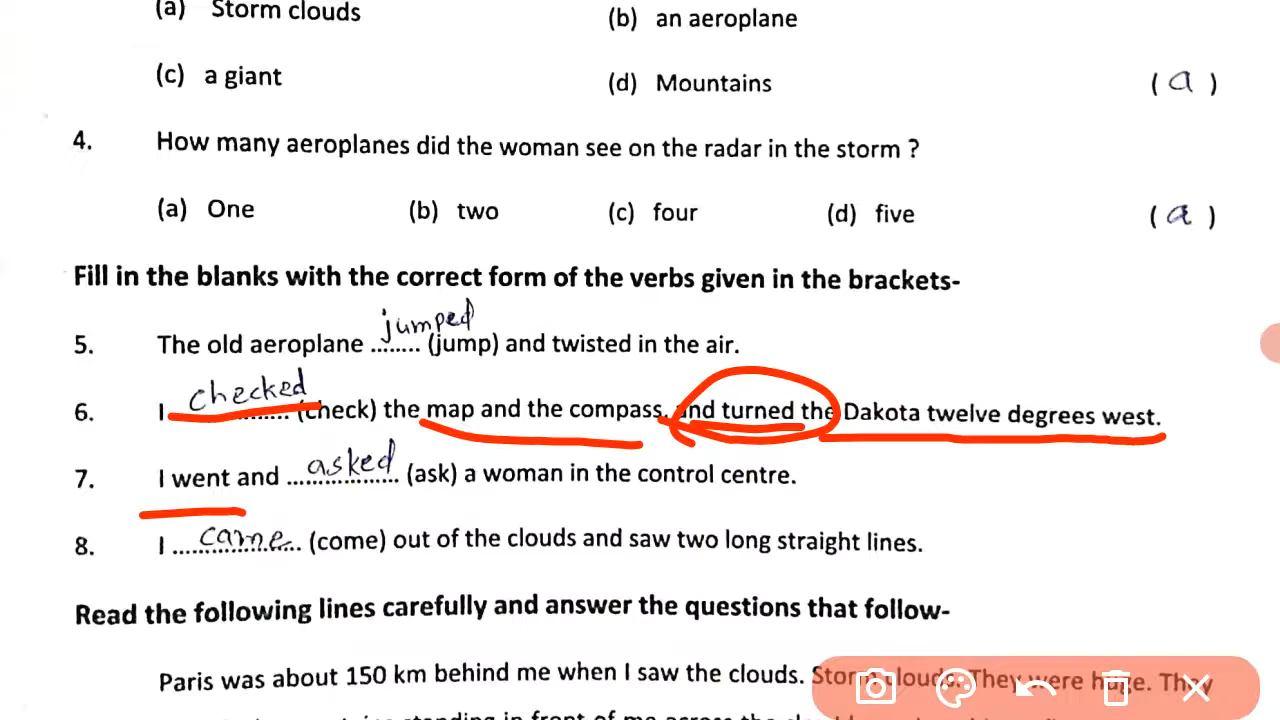 (a) Storm clouds
(b) an aeroplane
(c) a giant
(d) Mountains
( a )
4. How many aeroplanes did the woman see on the radar in the storm ?
(a) One (b) two (c) four (d) five ( a )
Fill in the blanks with the correct form of the verbs given in the brackets-
5. The old aeroplane ........ jumped (jump) and twisted in the air.
6. I checked ........ (check) the map and the compass, and turned the Dakota twelve degrees west.
7. I went and asked .................. (ask) a woman in the control centre.
8. I came .................... (come) out of the clouds and saw two long straight lines.
Read the following lines carefully and answer the questions that follow-
Paris was about 150 km behind me when I saw the clouds. Storm clouds. They were huge. They